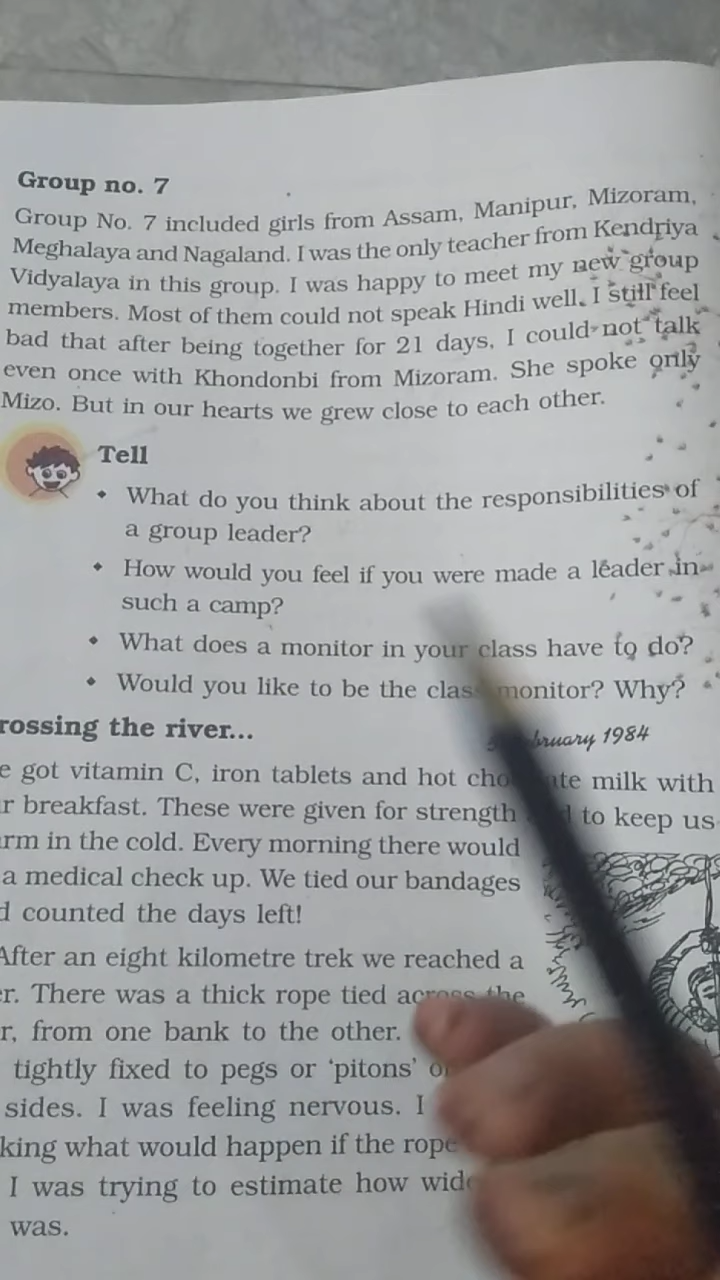 Group no. 7
Group No. 7 included girls from Assam, Manipur, Mizoram,
Meghalaya and Nagaland. I was the only teacher from Kendriya
Vidyalaya in this group. I was happy to meet my new group
members. Most of them could not speak Hindi well. I still feel
bad that after being together for 21 days, I could not talk
even once with Khondonbi from Mizoram. She spoke only
Mizo. But in our hearts we grew close to each other.
Tell
• What do you think about the responsibilities of
a group leader?
• How would you feel if you were made a leader in
such a camp?
• What does a monitor in your class have to do?
• Would you like to be the class monitor? Why?
rossing the river...
bruary 1984
e got vitamin C, iron tablets and hot cho ate milk with
r breakfast. These were given for strength to keep us
rm in the cold. Every morning there would
a medical check up. We tied our bandages
d counted the days left!
After an eight kilometre trek we reached a
er. There was a thick rope tied across the
r, from one bank to the other.
tightly fixed to pegs or ‘pitons’
sides. I was feeling nervous. I
king what would happen if the rope
I was trying to estimate how wid
was.